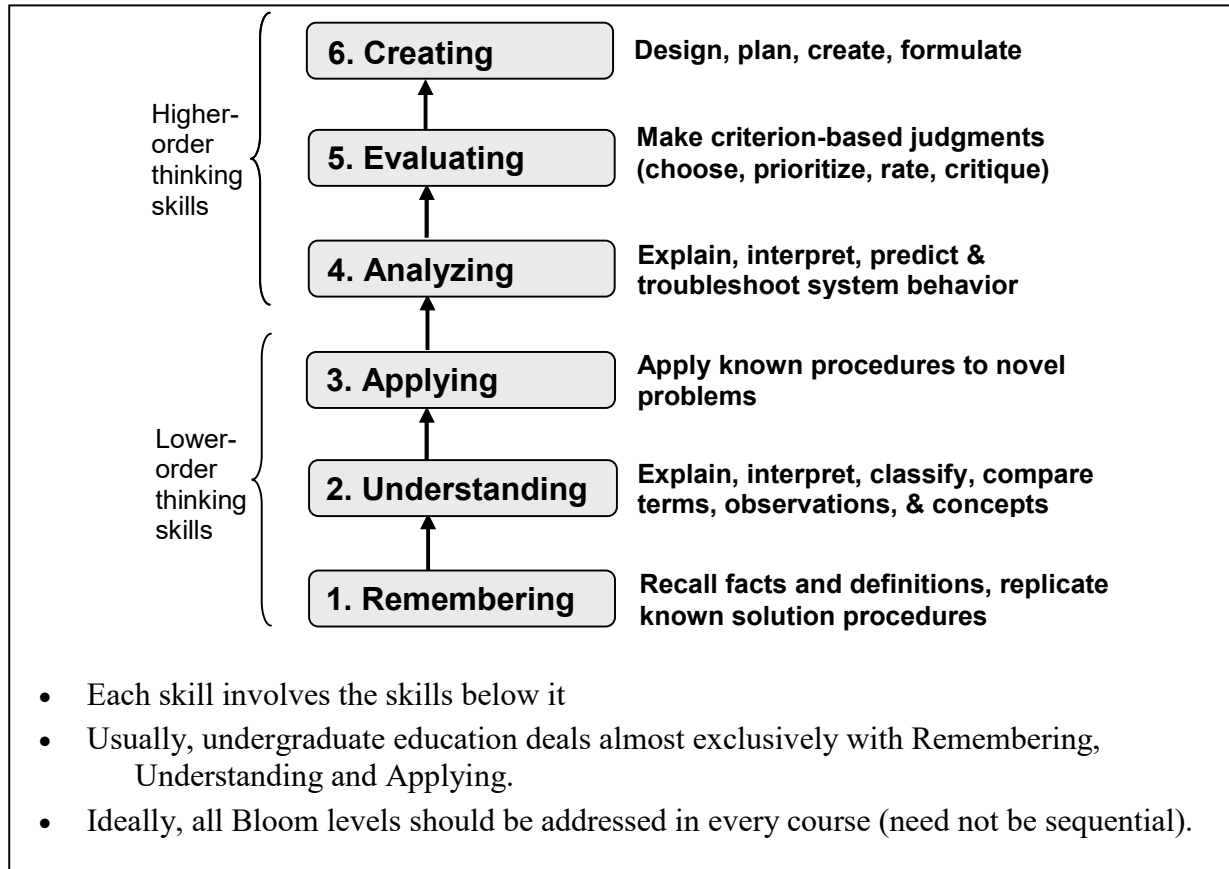 6. Creating
Design, plan, create, formulate
Higher-
order
thinking
skills
5. Evaluating
Make criterion-based judgments
(choose, prioritize, rate, critique)
4. Analyzing
Explain, interpret, predict &
troubleshoot system behavior
3. Applying
Apply known procedures to novel
problems
Lower-
order
thinking
skills
2. Understanding
Explain, interpret, classify, compare
terms, observations, & concepts
1. Remembering
Recall facts and definitions, replicate
known solution procedures
• Each skill involves the skills below it
• Usually, undergraduate education deals almost exclusively with Remembering,
Understanding and Applying.
• Ideally, all Bloom levels should be addressed in every course (need not be sequential).